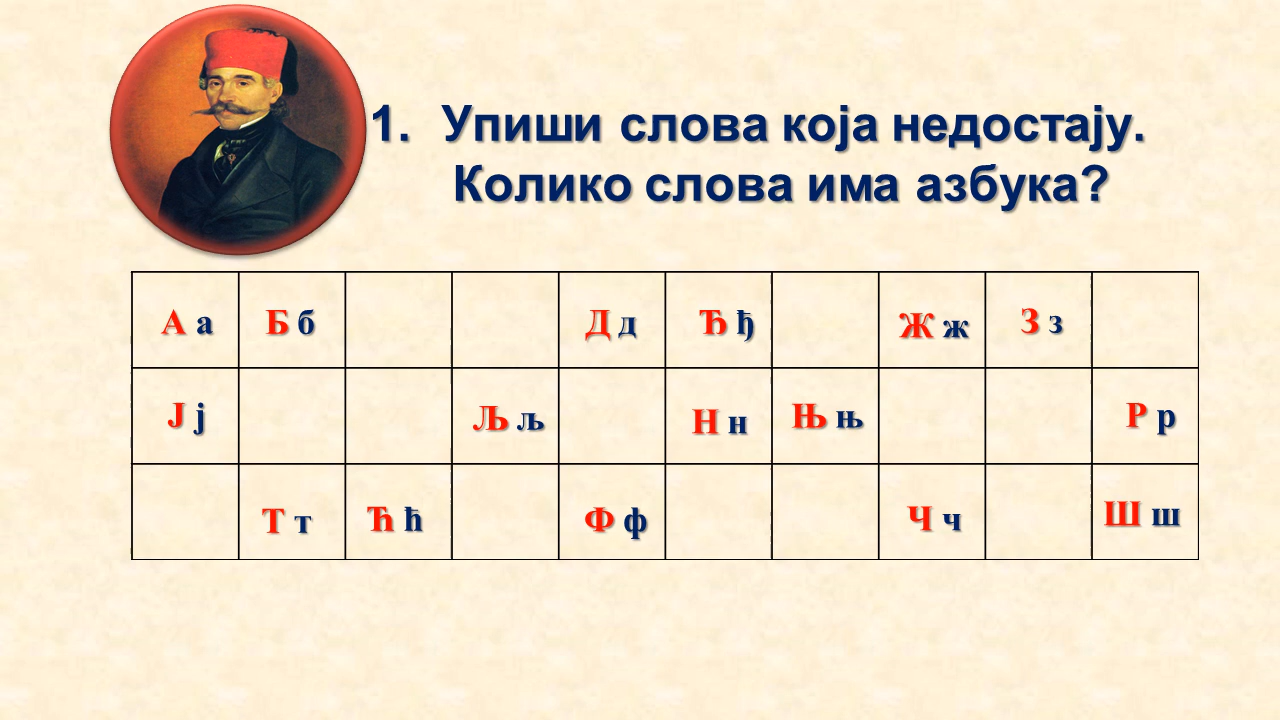 1. Упиши слова која недостају.
Колико слова има азбука?
А а Б б Д д Ђ ђ Ж ж З з
Ј ј Љ љ Н н Њ њ Р р
Т т Ћ ћ Ф ф Ч ч Ш ш